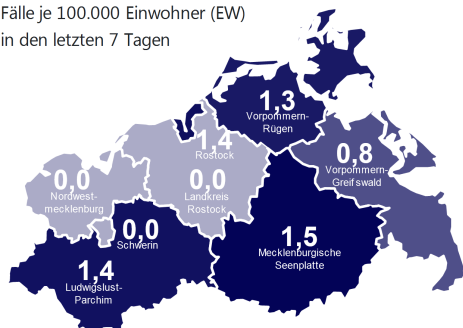 Fälle je 100.000 Einwohner (EW)
in den letzten 7 Tagen
1,3
Vorpommern-
Rügen
1,4
Rostock
0,8
Vorpommern-
Greifswald
0,0
Nordwest-
mecklenburg
0,0
Landkreis
Rostock
0,0
Schwerin
1,5
Mecklenburgische
Seenplatte
1,4
Ludwigslust-
Parchim